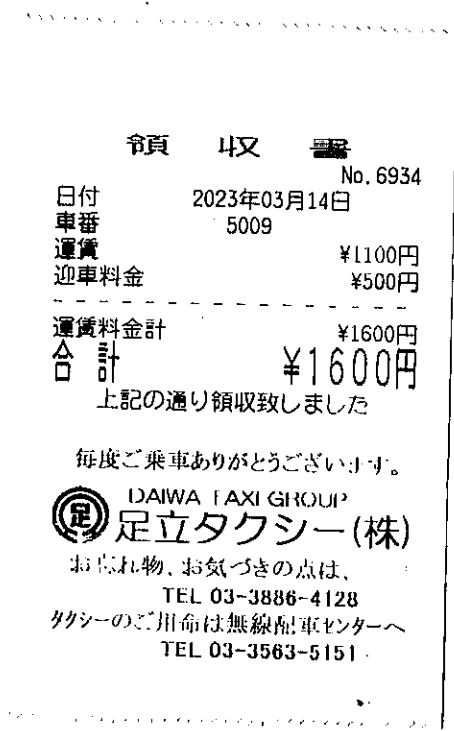 領 収 証
No.6934
日付 2023年03月14日
車番 5009
運賃 ¥1100円
迎車料金 ¥500円
運賃料金計 ¥1600円
合 計 ¥1600円
上記の通り領収致しました
毎度ご乗車ありがとうございます。
DAIWA TAXI GROUP
足 足立タクシー(株)
お忘れ物、お気づきの点は、
TEL 03-3886-4128
タクシーのご用命は無線配車センターへ
TEL 03-3563-5151